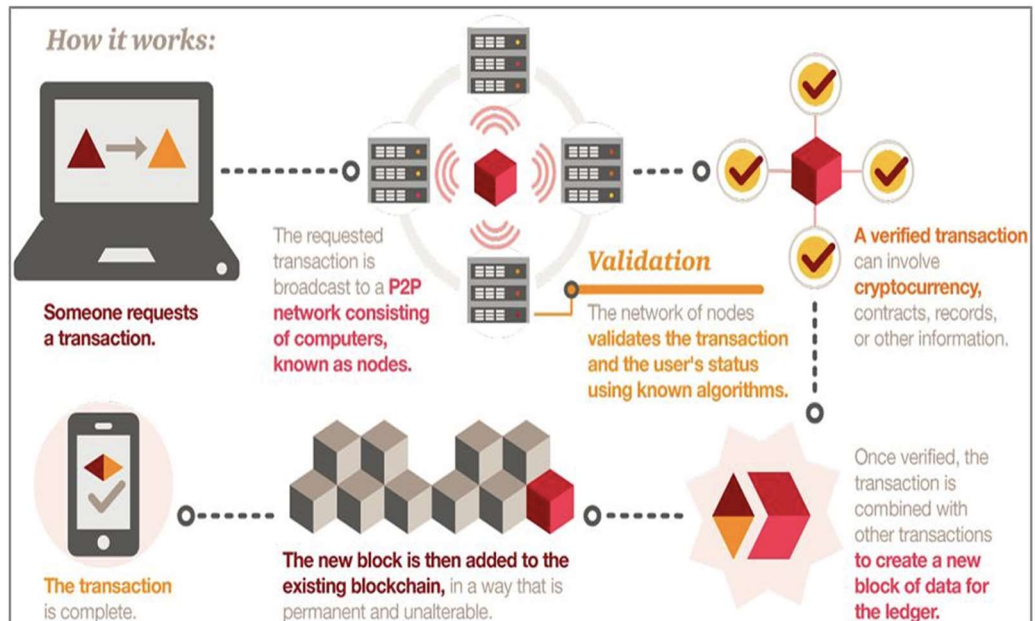 How it works:
Someone requests
a transaction.
The requested
transaction is
broadcast to a P2P
network consisting
of computers,
known as nodes.
Validation
The network of nodes
validates the transaction
and the user's status
using known algorithms.
A verified transaction
can involve
cryptocurrency,
contracts, records,
or other information.
Once verified, the
transaction is
combined with
other transactions
to create a new
block of data for
the ledger.
The new block is then added to the
existing blockchain, in a way that is
permanent and unalterable.
The transaction
is complete.